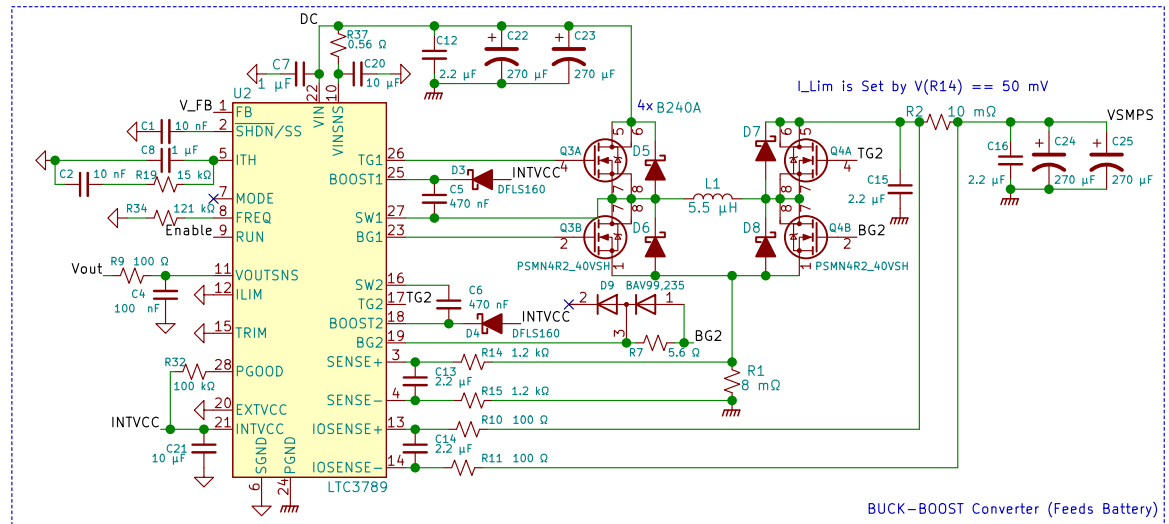 DC
R37
0.56 Ω
C12
2.2 µF
C22
270 µF
C23
270 µF
C7
1 µF
C20
10 µF
I_Lim is Set by V(R14) == 50 mV
U2
22
10
VIN
VINSNS
V_FB
1
FB
C1
10 nF
2
SHDN/SS
C8
1 µF
5
ITH
C2
10 nF
R19
15 kΩ
7
MODE
R34
121 kΩ
8
FREQ
Enable
9
RUN
Vout
R9
100 Ω
11
VOUTSNS
C4
100 nF
12
ILIM
15
TRIM
R32
100 kΩ
28
PGOOD
20
EXTVCC
INTVCC
21
INTVCC
C21
10 µF
SGND
PGND
6
24
LTC3789
TG1
26
BOOST1
25
D3
INTVCC
DFLS160
C5
470 nF
SW1
27
BG1
23
SW2
16
TG2
17
TG2
C6
470 nF
BOOST2
18
D4
INTVCC
DFLS160
BG2
19
SENSE+
3
R14
1.2 kΩ
C13
2.2 µF
SENSE-
4
R15
1.2 kΩ
IOSENSE+
13
R10
100 Ω
C14
2.2 µF
IOSENSE-
14
R11
100 Ω
4x B240A
Q3A
4
5
6
D5
7
8
Q3B
2
7
8
D6
1
PSMN4R2_40VSH
L1
5.5 µH
D7
6
5
Q4A
TG2
4
8
7
D8
8
7
Q4B
BG2
2
1
PSMN4R2_40VSH
D9
BAV99,235
2
1
3
R7
5.6 Ω
BG2
R1
8 mΩ
C15
2.2 µF
R2
10 mΩ
VSMPS
C16
2.2 µF
C24
270 µF
C25
270 µF
BUCK-BOOST Converter (Feeds Battery)